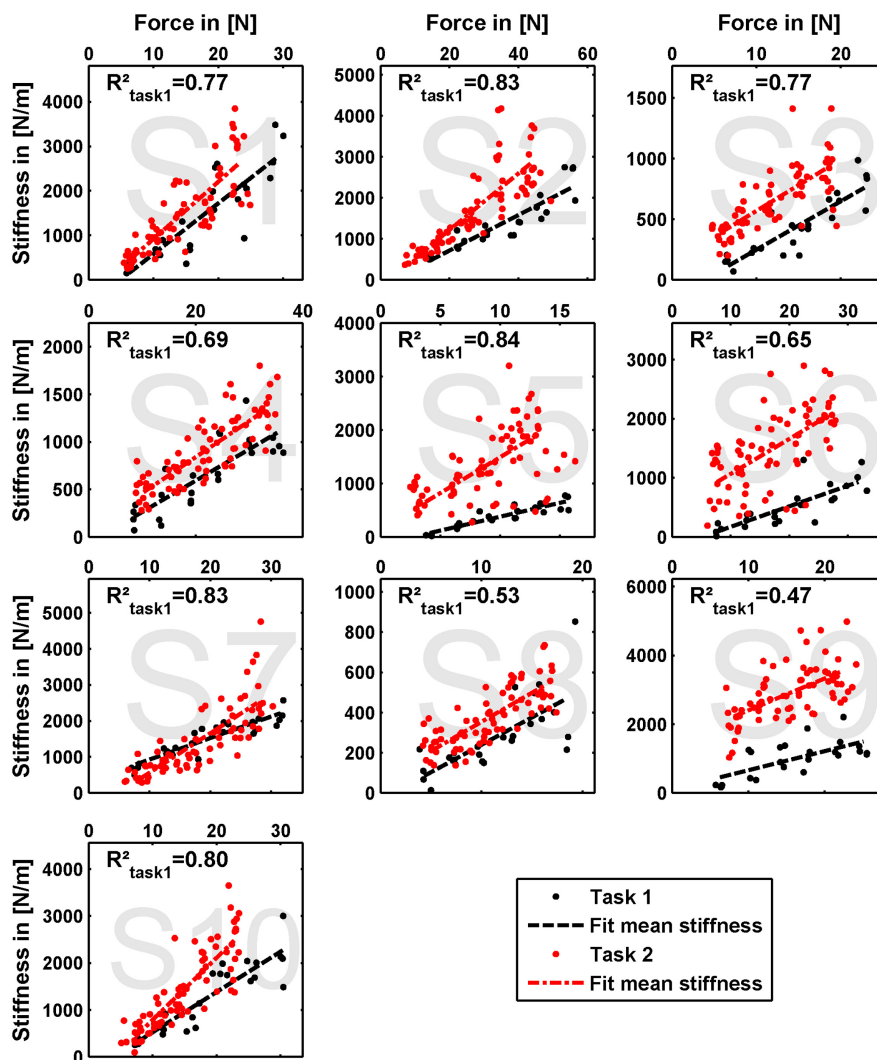 Force in [N] Force in [N] Force in [N]
0 10 20 30 0 20 40 60 0 10 20
Stiffness in [N/m]
4000 3000 2000 1000 0
R²task1=0.77
S1
5000 4000 3000 2000 1000 0
R²task1=0.83
S2
1500 1000 500 0
R²task1=0.77
S3
0 10 20 30 40 0 5 10 15 0 10 20 30
Stiffness in [N/m]
2000 1500 1000 500 0
R²task1=0.69
S4
4000 3000 2000 1000 0
R²task1=0.84
S5
3000 2000 1000 0
R²task1=0.65
S6
0 10 20 30 0 10 20 0 10 20
Stiffness in [N/m]
5000 4000 3000 2000 1000 0
R²task1=0.83
S7
1000 800 600 400 200 0
R²task1=0.53
S8
6000 4000 2000 0
R²task1=0.47
S9
0 10 20 30
Stiffness in [N/m]
4000 3000 2000 1000 0
R²task1=0.80
S10
Task 1
Fit mean stiffness
Task 2
Fit mean stiffness